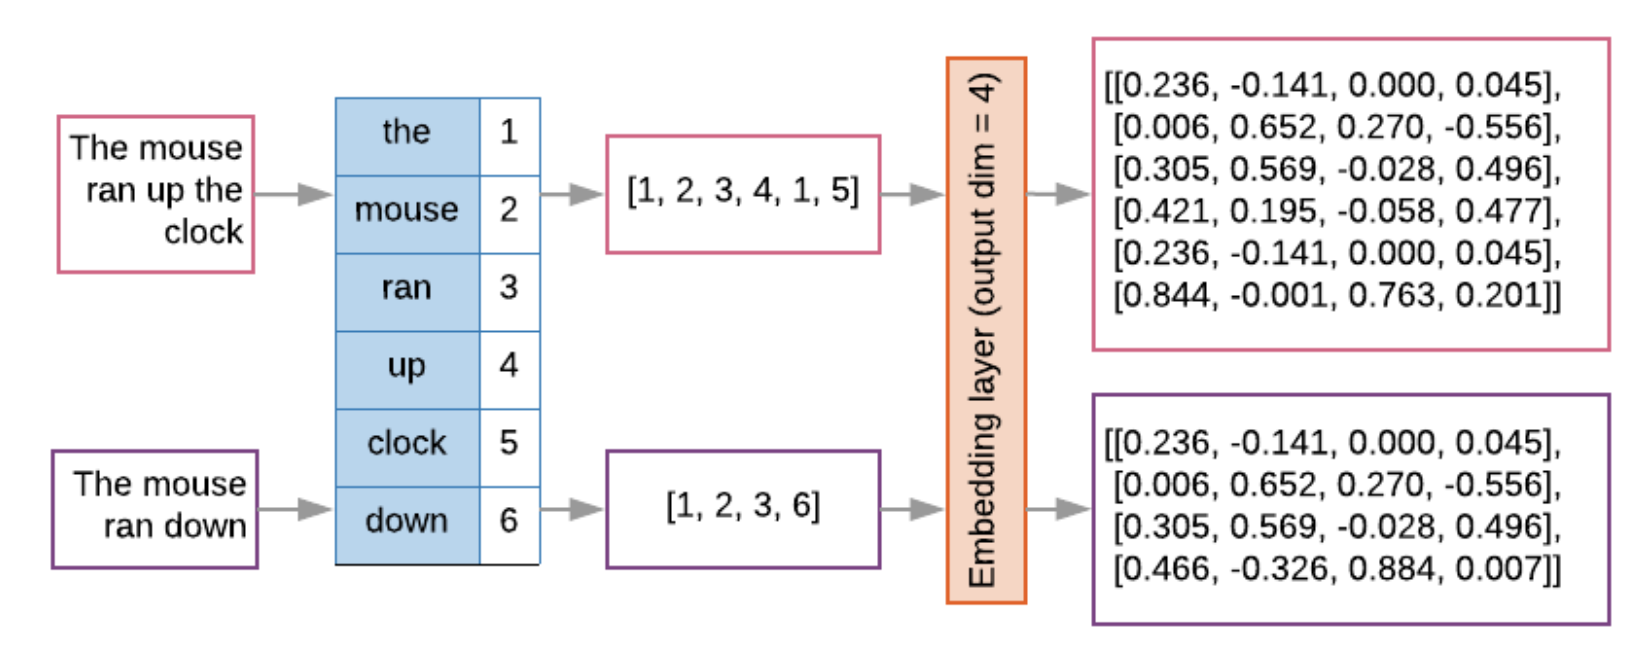 The mouse
ran up the
clock
the 1
mouse 2
ran 3
up 4
clock 5
down 6
[1, 2, 3, 4, 1, 5]
Embedding layer (output dim = 4)
[[0.236, -0.141, 0.000, 0.045],
[0.006, 0.652, 0.270, -0.556],
[0.305, 0.569, -0.028, 0.496],
[0.421, 0.195, -0.058, 0.477],
[0.236, -0.141, 0.000, 0.045],
[0.844, -0.001, 0.763, 0.201]]
The mouse
ran down
[1, 2, 3, 6]
[[0.236, -0.141, 0.000, 0.045],
[0.006, 0.652, 0.270, -0.556],
[0.305, 0.569, -0.028, 0.496],
[0.466, -0.326, 0.884, 0.007]]